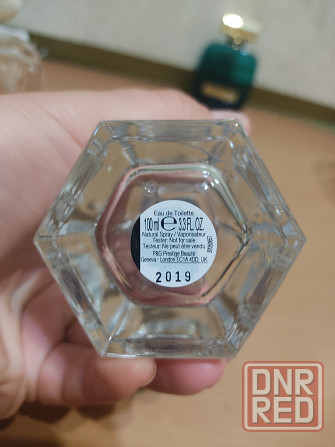 Eau de Toilette
100 ml ℮ 3.3 FL.OZ.
Natural Spray / Vaporisateur
Tester: Not for sale
Testeur: Ne peut être vendu
P&G Prestige Beauté
Geneva - London EC1A 4DD, UK
2019
DNR
RED